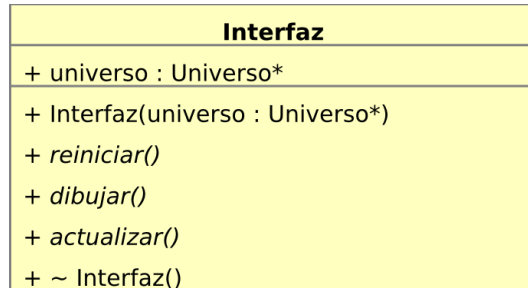 Interfaz
+ universo : Universo*
+ Interfaz(universo : Universo*)
+ reiniciar()
+ dibujar()
+ actualizar()
+ ~ Interfaz()